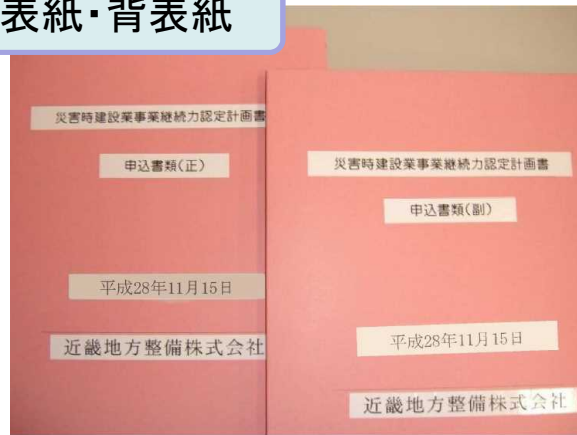 表紙・背表紙
災害時建設業事業継続力認定計画書
申込書類(正)
平成28年11月15日
近畿地方整備株式会社
災害時建設業事業継続力認定計画書
申込書類(副)
平成28年11月15日
近畿地方整備株式会社